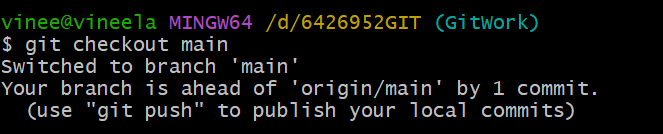 vinee@vineela MINGW64 /d/6426952GIT (GitWork)
$ git checkout main
Switched to branch 'main'
Your branch is ahead of 'origin/main' by 1 commit.
  (use "git push" to publish your local commits)